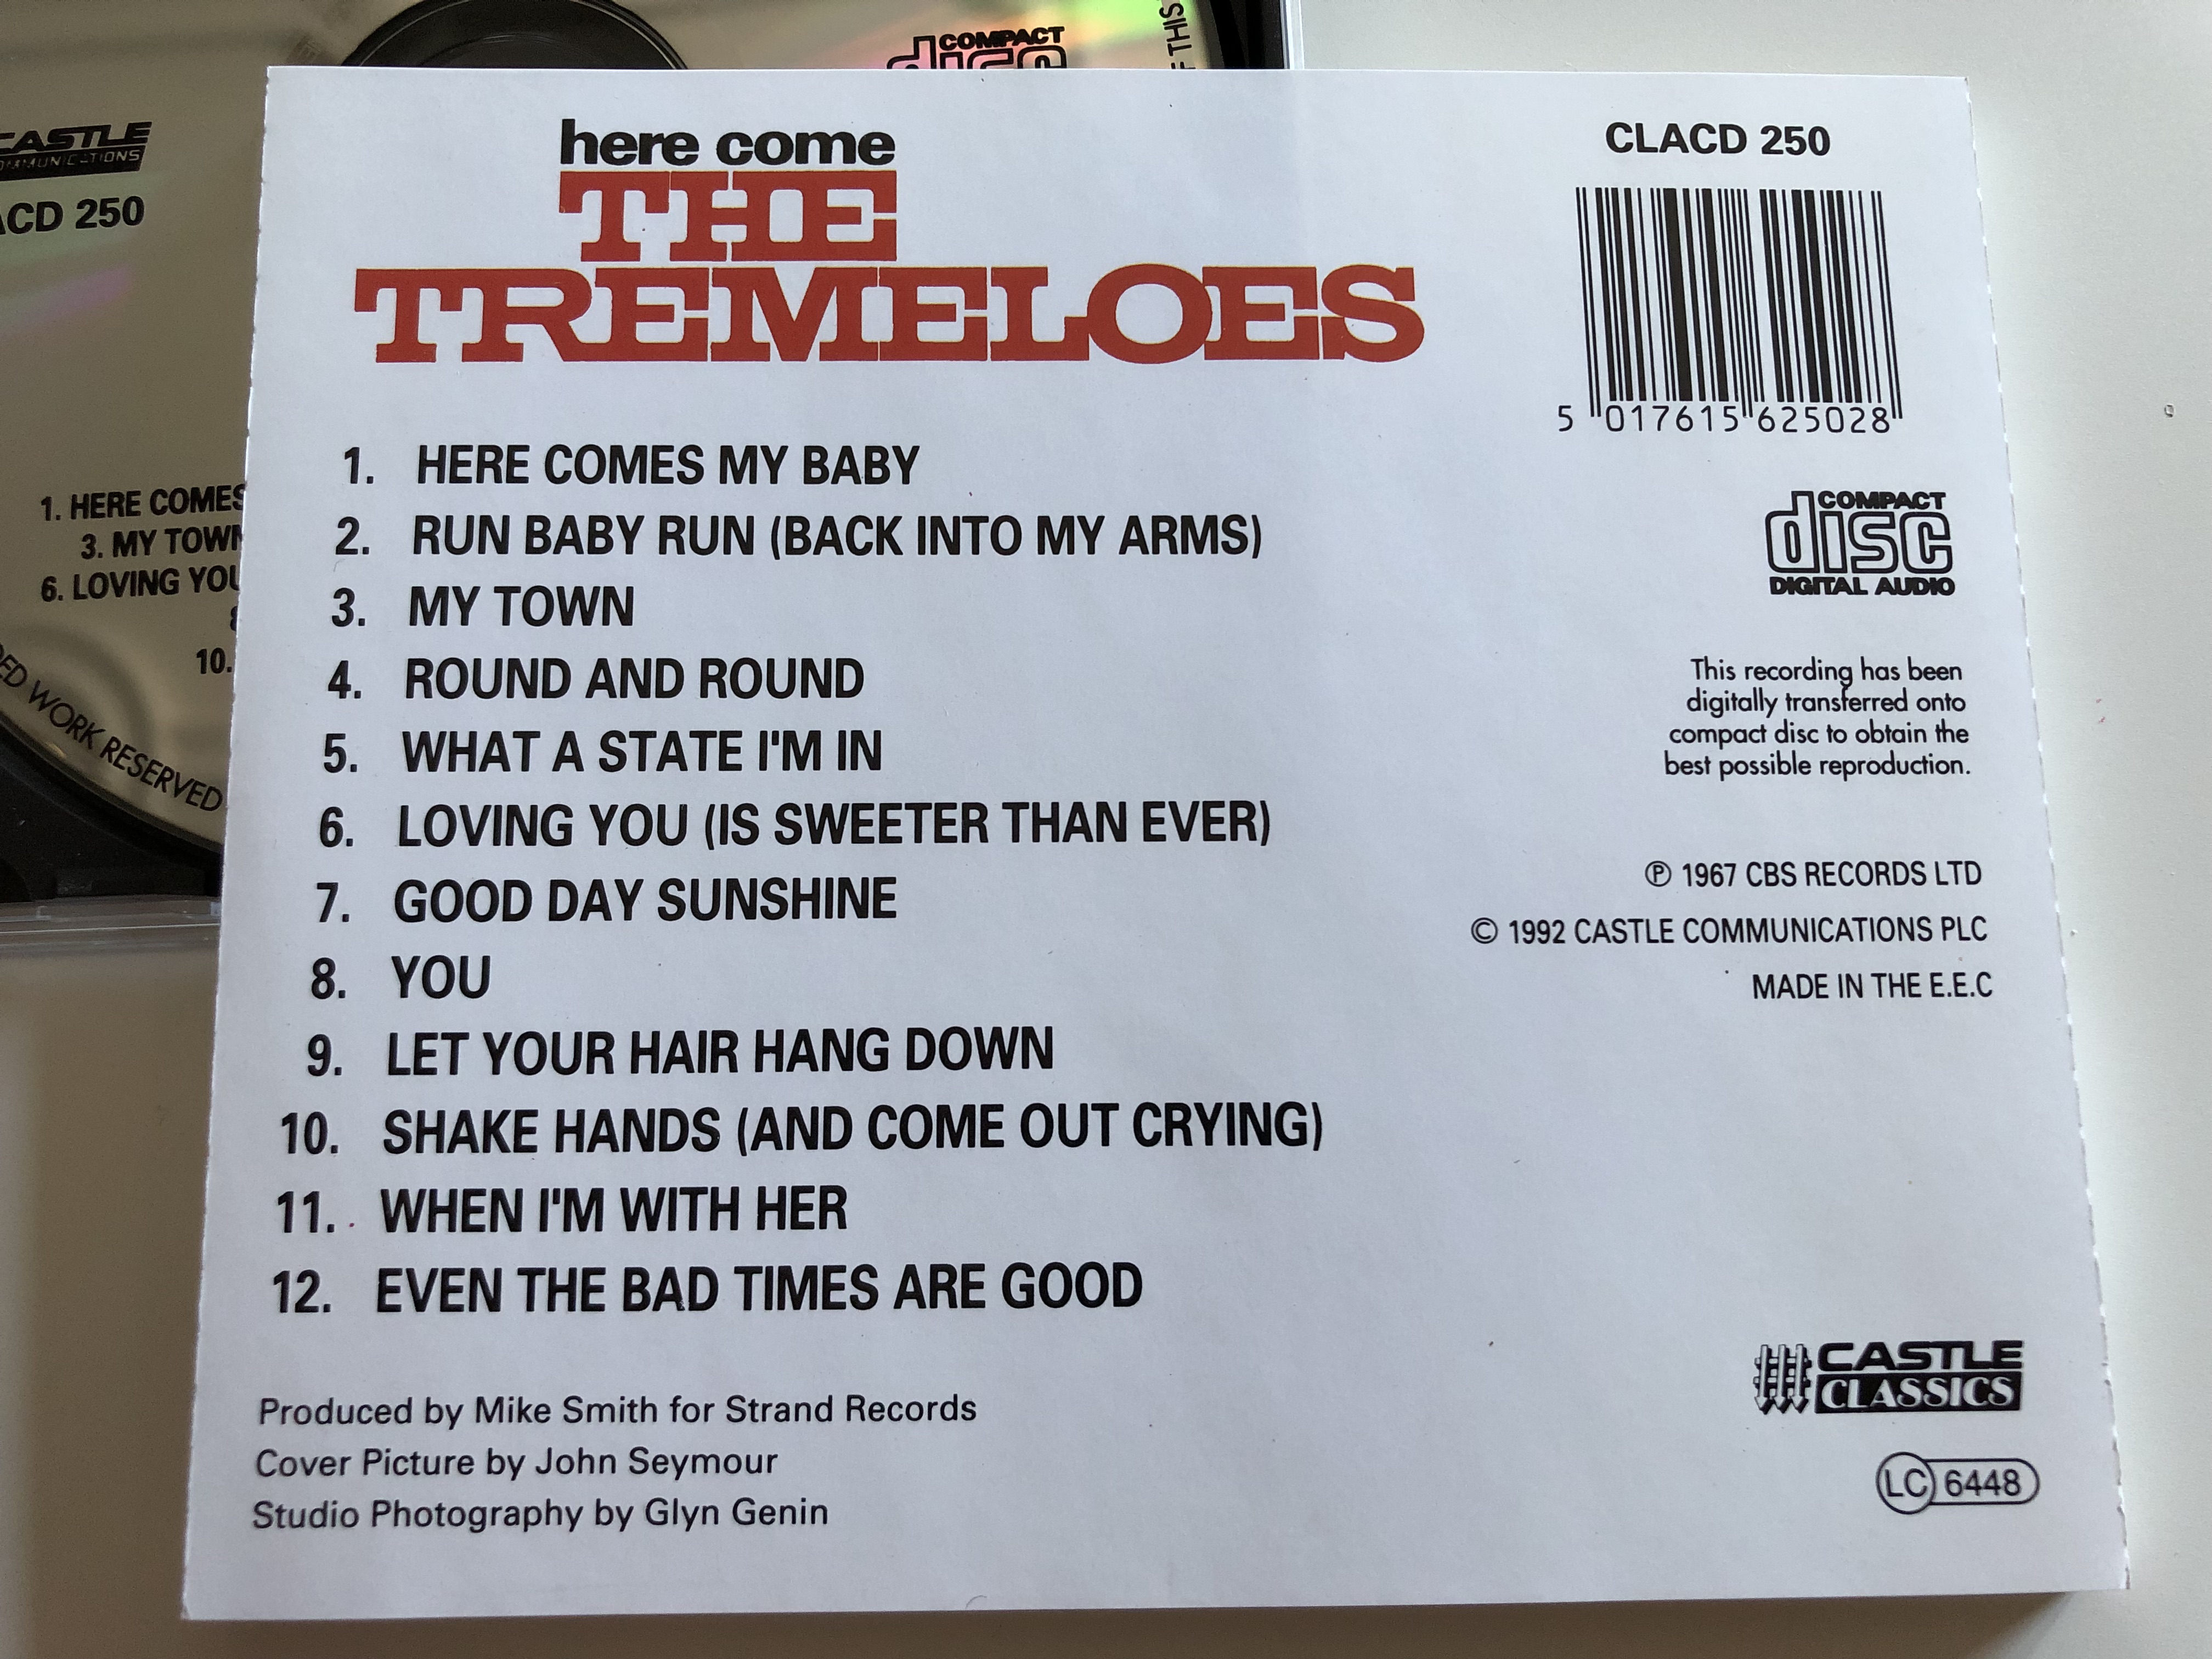 COMPACT
disc
F THIS
CASTLE
COMMUNICATIONS
ACD 250
1. HERE COMES
3. MY TOWN
6. LOVING YOU
10.
ED WORK RESERVED
here come
THE
TREMELOES
CLACD 250
5 017615 625028
1. HERE COMES MY BABY
2. RUN BABY RUN (BACK INTO MY ARMS)
3. MY TOWN
4. ROUND AND ROUND
5. WHAT A STATE I'M IN
6. LOVING YOU (IS SWEETER THAN EVER)
7. GOOD DAY SUNSHINE
8. YOU
9. LET YOUR HAIR HANG DOWN
10. SHAKE HANDS (AND COME OUT CRYING)
11. WHEN I'M WITH HER
12. EVEN THE BAD TIMES ARE GOOD
COMPACT
disc
DIGITAL AUDIO
This recording has been
digitally transferred onto
compact disc to obtain the
best possible reproduction.
℗ 1967 CBS RECORDS LTD
© 1992 CASTLE COMMUNICATIONS PLC
MADE IN THE E.E.C
Produced by Mike Smith for Strand Records
Cover Picture by John Seymour
Studio Photography by Glyn Genin
CASTLE
CLASSICS
LC 6448